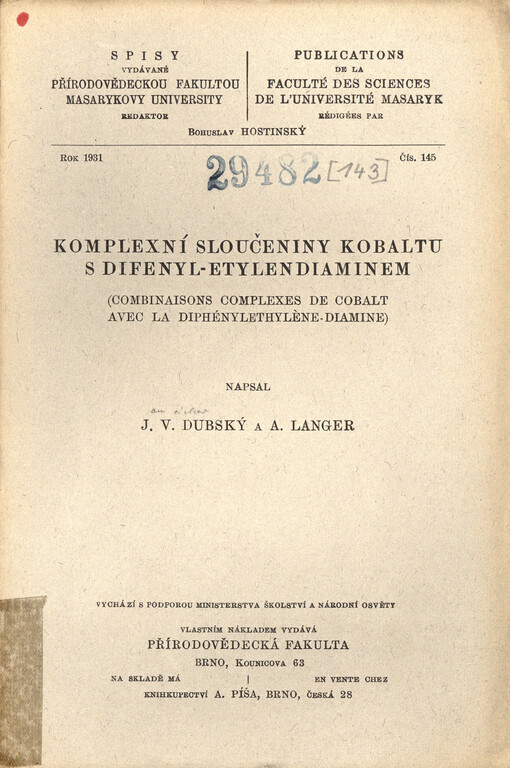 SPISY
VYDÁVANÉ
PŘÍRODOVĚDECKOU FAKULTOU
MASARYKOVY UNIVERSITY
REDAKTOR
PUBLICATIONS
DE LA
FACULTÉ DES SCIENCES
DE L'UNIVERSITÉ MASARYK
RÉDIGÉES PAR
BOHUSLAV HOSTINSKÝ
ROK 1931
ČÍS. 145
29482 [143]
KOMPLEXNÍ SLOUČENINY KOBALTU
S DIFENYL-ETYLENDIAMINEM
(COMBINAISONS COMPLEXES DE COBALT
AVEC LA DIPHÉNYLETHYLÈNE-DIAMINE)
NAPSAL
J. V. DUBSKÝ A A. LANGER
VYCHÁZÍ S PODPOROU MINISTERSTVA ŠKOLSTVÍ A NÁRODNÍ OSVĚTY
VLASTNÍM NÁKLADEM VYDÁVÁ
PŘÍRODOVĚDECKÁ FAKULTA
BRNO, KOUNICOVA 63
NA SKLADĚ MÁ
EN VENTE CHEZ
KNIHKUPECTVÍ A. PÍŠA, BRNO, ČESKÁ 28